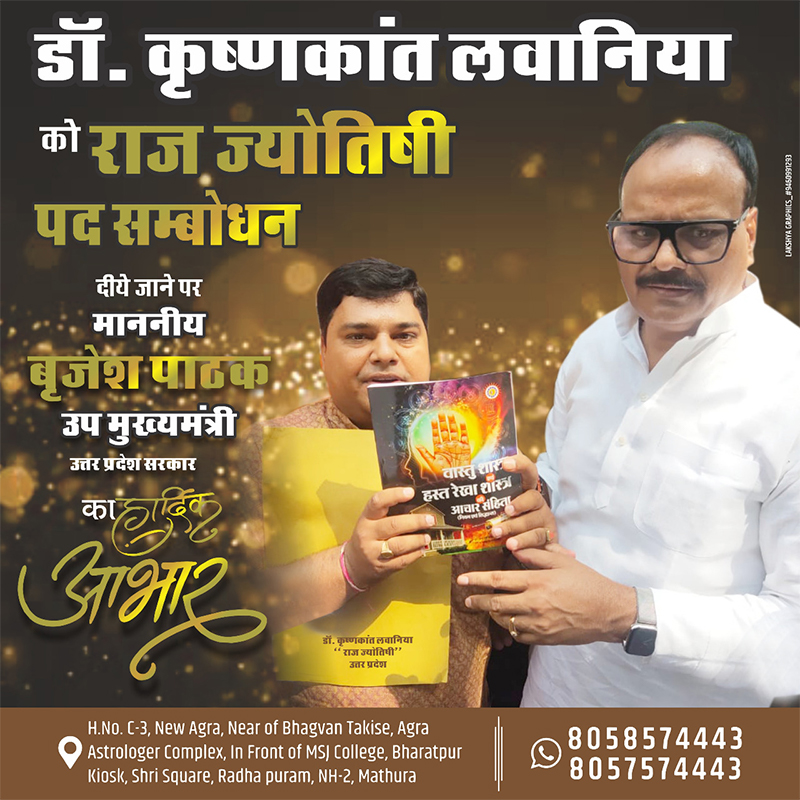 डॉ. कृष्णकांत लवानिया
को राज ज्योतिषी
पद सम्बोधन
दीये जाने पर
माननीय
बृजेश पाठक
उप मुख्यमंत्री
उत्तर प्रदेश सरकार
का हार्दिक
आभार
वास्तु शास्त्र
हस्त रेखा शास्त्र
आचार संहिता
डॉ. कृष्णकांत लवानिया
“राज ज्योतिषी”
उत्तर प्रदेश
LAKSHYA GRAPHICS_#9460991293
H.No. C-3, New Agra, Near of Bhagvan Takise, Agra
Astrologer Complex, In Front of MSJ College, Bharatpur
Kiosk, Shri Square, Radha puram, NH-2, Mathura
8058574443
8057574443